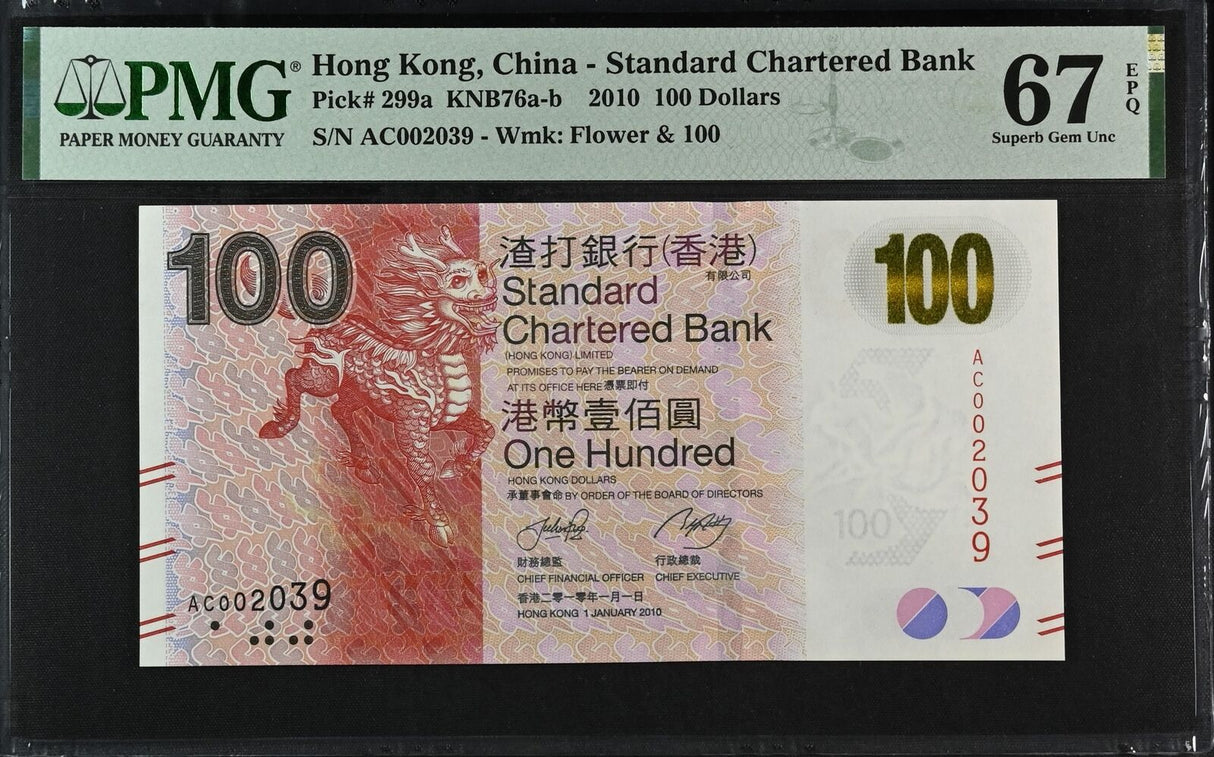 PMG®
PAPER MONEY GUARANTY
Hong Kong, China - Standard Chartered Bank
Pick# 299a KNB76a-b 2010 100 Dollars
S/N AC002039 - Wmk: Flower & 100
67
EPQ
Superb Gem Unc
100
渣打銀行(香港)
有限公司
Standard
Chartered Bank
(HONG KONG) LIMITED
PROMISES TO PAY THE BEARER ON DEMAND
AT ITS OFFICE HERE 憑票即付
港幣壹佰圓
One Hundred
HONG KONG DOLLARS
承董事會命 BY ORDER OF THE BOARD OF DIRECTORS
財務總監 行政總裁
CHIEF FINANCIAL OFFICER CHIEF EXECUTIVE
香港二零一零年一月一日
HONG KONG 1 JANUARY 2010
AC002039
100
AC002039
100